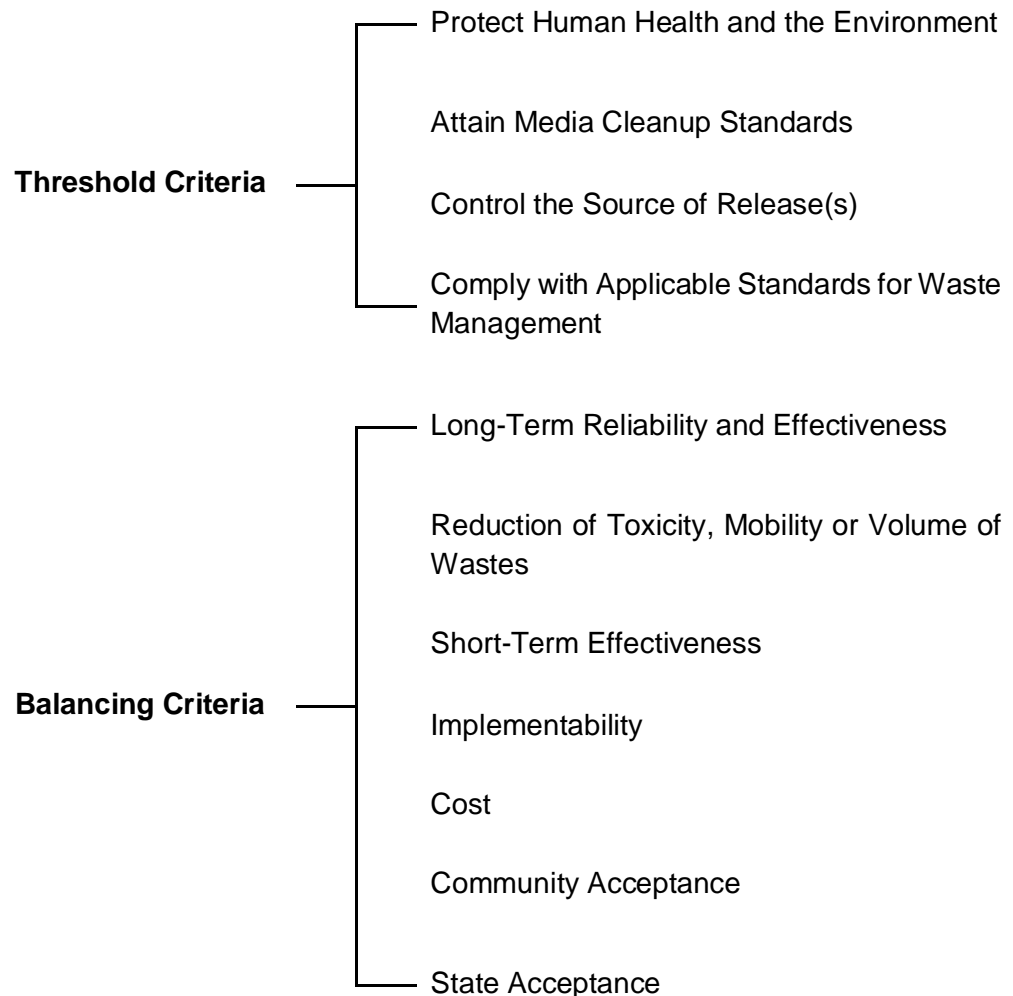 Protect Human Health and the Environment
Attain Media Cleanup Standards
Threshold Criteria
Control the Source of Release(s)
Comply with Applicable Standards for Waste
Management
Long-Term Reliability and Effectiveness
Reduction of Toxicity, Mobility or Volume of
Wastes
Short-Term Effectiveness
Balancing Criteria
Implementability
Cost
Community Acceptance
State Acceptance